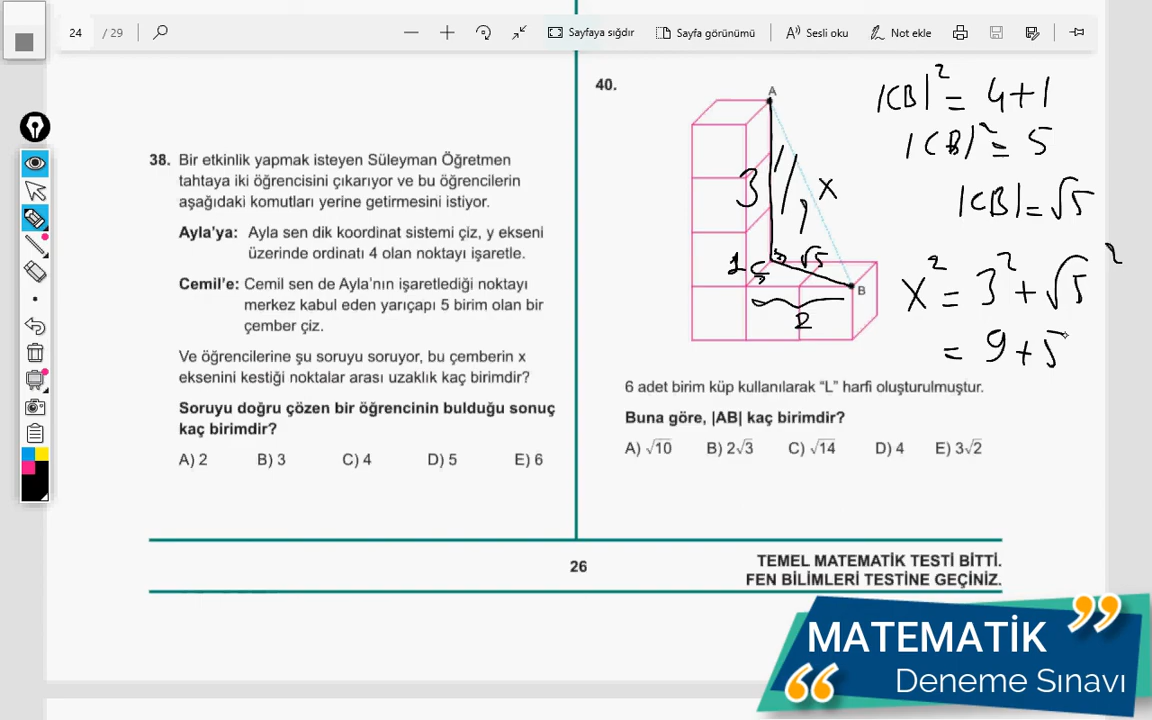 24 / 29
Sayfaya sığdır
Sayfa görünümü
A)) Sesli oku
Not ekle
38. Bir etkinlik yapmak isteyen Süleyman Öğretmen
tahtaya iki öğrencisini çıkarıyor ve bu öğrencilerin
aşağıdaki komutları yerine getirmesini istiyor.
Ayla'ya: Ayla sen dik koordinat sistemi çiz, y ekseni
üzerinde ordinatı 4 olan noktayı işaretle.
Cemil'e: Cemil sen de Ayla'nın işaretlediği noktayı
merkez kabul eden yarıçapı 5 birim olan bir
çember çiz.
Ve öğrencilerine şu soruyu soruyor, bu çemberin x
eksenini kestiği noktalar arası uzaklık kaç birimdir?
Soruyu doğru çözen bir öğrencinin bulduğu sonuç
kaç birimdir?
A) 2 B) 3 C) 4 D) 5 E) 6
40.
A
3
x
1
C
√5
B
2
|CB|² = 4+1
|CB|² = 5
|CB| = √5
x² = 3² + √5²
= 9+5
6 adet birim küp kullanılarak “L” harfi oluşturulmuştur.
Buna göre, |AB| kaç birimdir?
A) √10 B) 2√3 C) √14 D) 4 E) 3√2
26
TEMEL MATEMATİK TESTİ BİTTİ.
FEN BİLİMLERİ TESTİNE GEÇİNİZ.
MATEMATİK
Deneme Sınavı